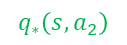 q_*(s, a_2)